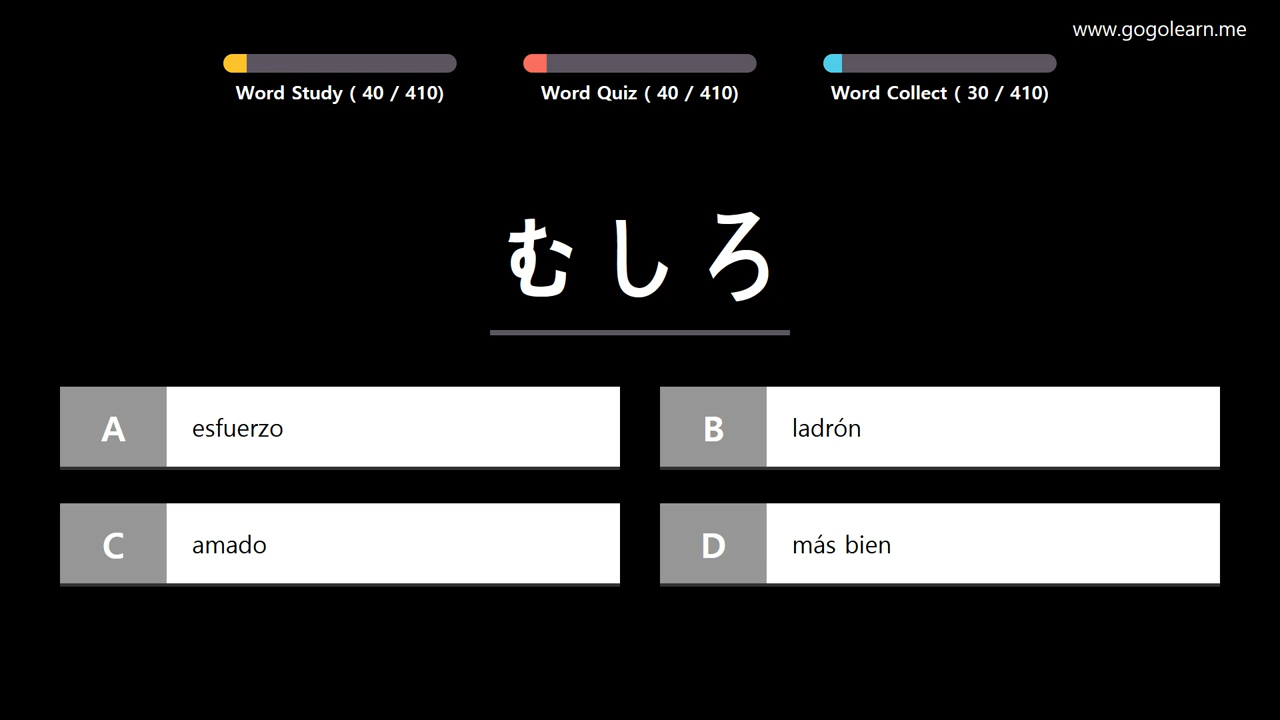 www.gogolearn.me
Word Study ( 40 / 410)
Word Quiz ( 40 / 410)
Word Collect ( 30 / 410)
むしろ
A esfuerzo
B ladrón
C amado
D más bien